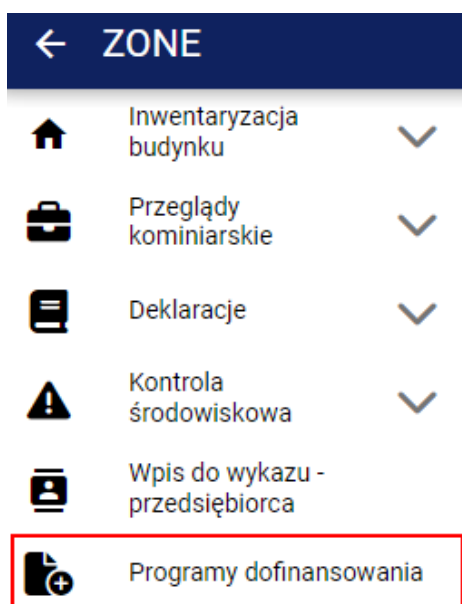 ZONE
Inwentaryzacja
budynku
Przeglądy
kominiarskie
Deklaracje
Kontrola
środowiskowa
Wpis do wykazu -
przedsiębiorca
Programy dofinansowania